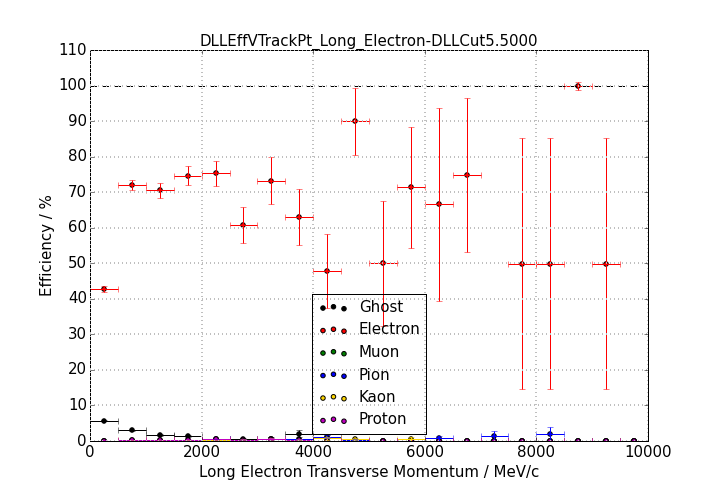 DLLEffVTrackPt_Long_Electron-DLLCut5.5000
110
100
90
80
70
60
50
40
30
20
10
0
Efficiency / %
Ghost
Electron
Muon
Pion
Kaon
Proton
0 2000 4000 6000 8000 10000
Long Electron Transverse Momentum / MeV/c